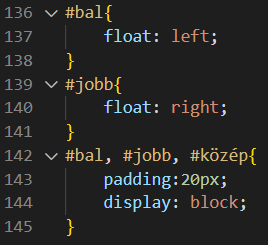 136 #bal{
137 float: left;
138 }
139 #jobb{
140 float: right;
141 }
142 #bal, #jobb, #közép{
143 padding:20px;
144 display: block;
145 }